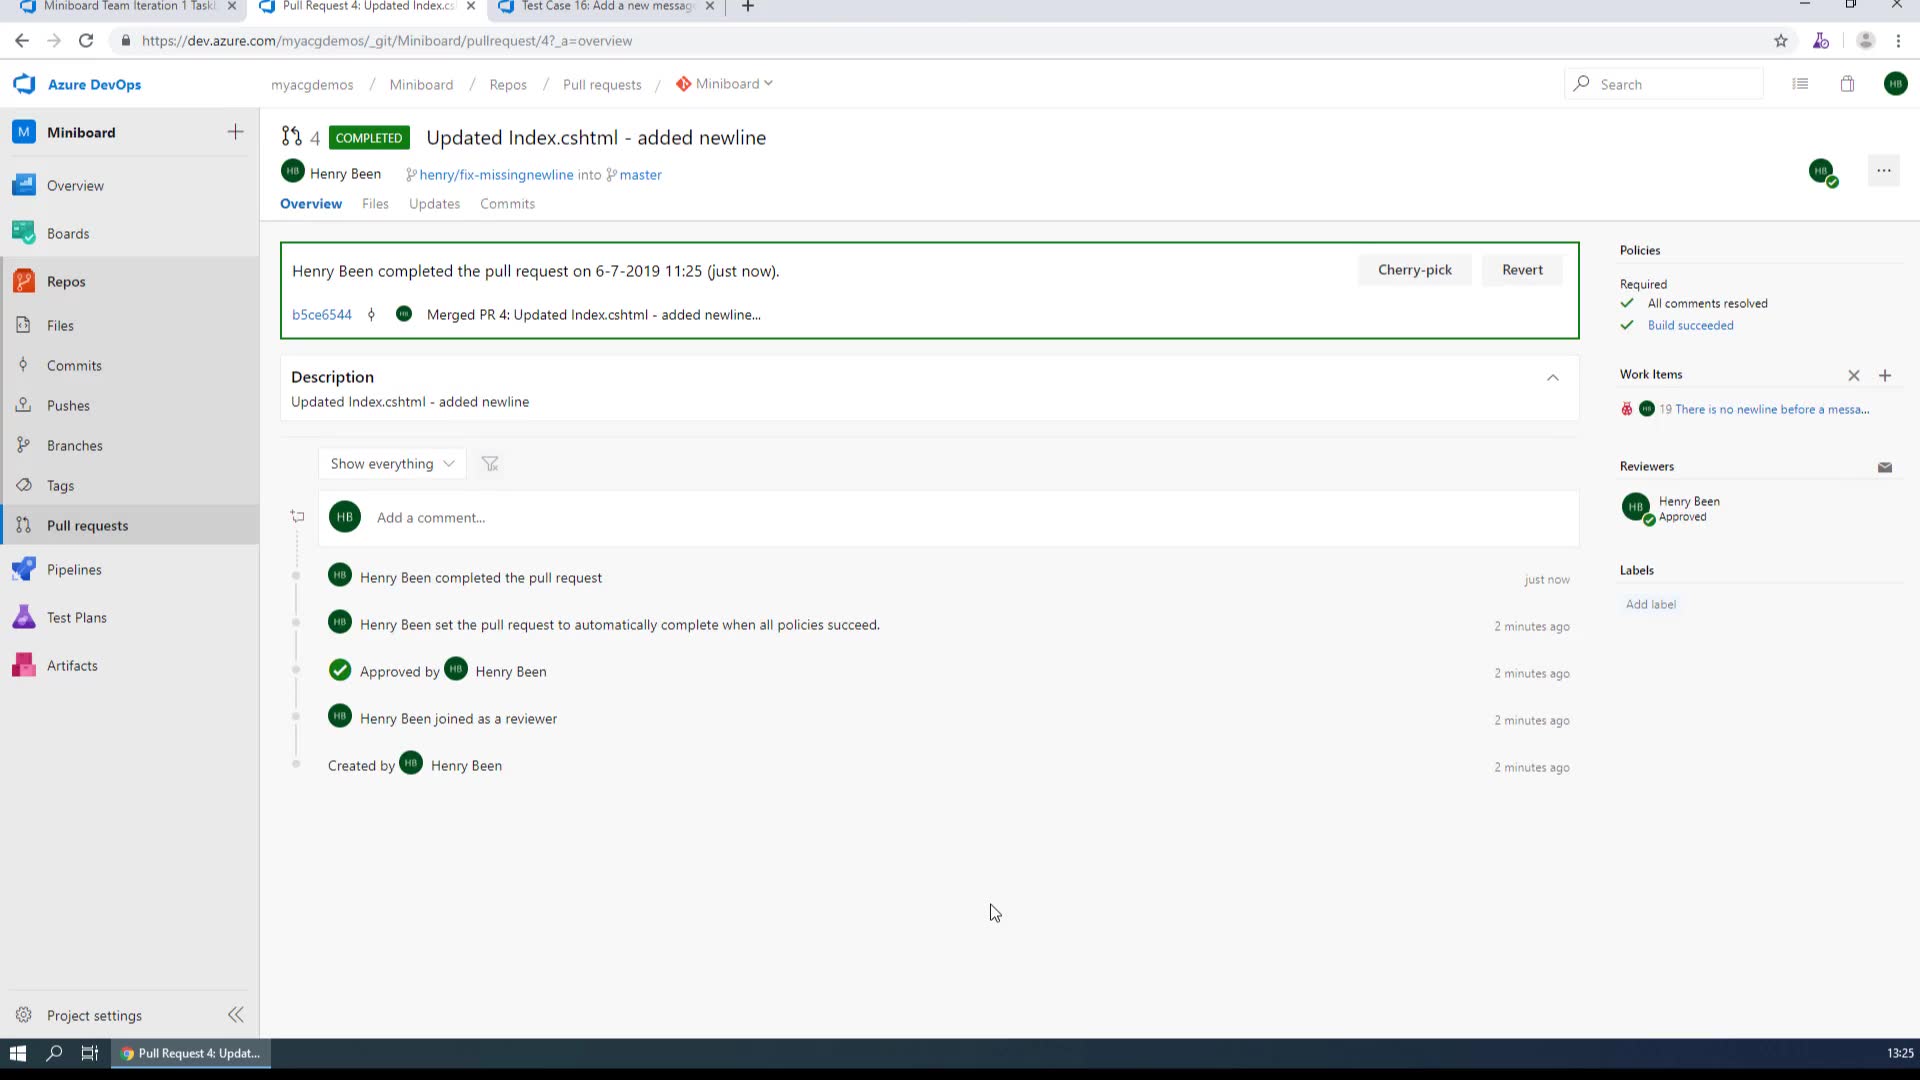 Miniboard Team Iteration 1 Task
Pull Request 4: Updated Index.cs
Test Case 16: Add a new messag
https://dev.azure.com/myacgdemos/_git/Miniboard/pullrequest/4?_a=overview
Azure DevOps
myacgdemos / Miniboard / Repos / Pull requests / Miniboard
Search
HB
M Miniboard
Overview
Boards
Repos
Files
Commits
Pushes
Branches
Tags
Pull requests
Pipelines
Test Plans
Artifacts
Project settings
4 COMPLETED Updated Index.cshtml - added newline
HB Henry Been henry/fix-missingnewline into master
HB
Overview Files Updates Commits
Henry Been completed the pull request on 6-7-2019 11:25 (just now).
Cherry-pick Revert
b5ce6544 HB Merged PR 4: Updated Index.cshtml - added newline...
Description
Updated Index.cshtml - added newline
Show everything
HB Add a comment...
HB Henry Been completed the pull request just now
HB Henry Been set the pull request to automatically complete when all policies succeed. 2 minutes ago
Approved by HB Henry Been 2 minutes ago
HB Henry Been joined as a reviewer 2 minutes ago
Created by HB Henry Been 2 minutes ago
Policies
Required
All comments resolved
Build succeeded
Work Items
HB 19 There is no newline before a messa...
Reviewers
HB Henry Been
Approved
Labels
Add label
Pull Request 4: Updat...
13:25